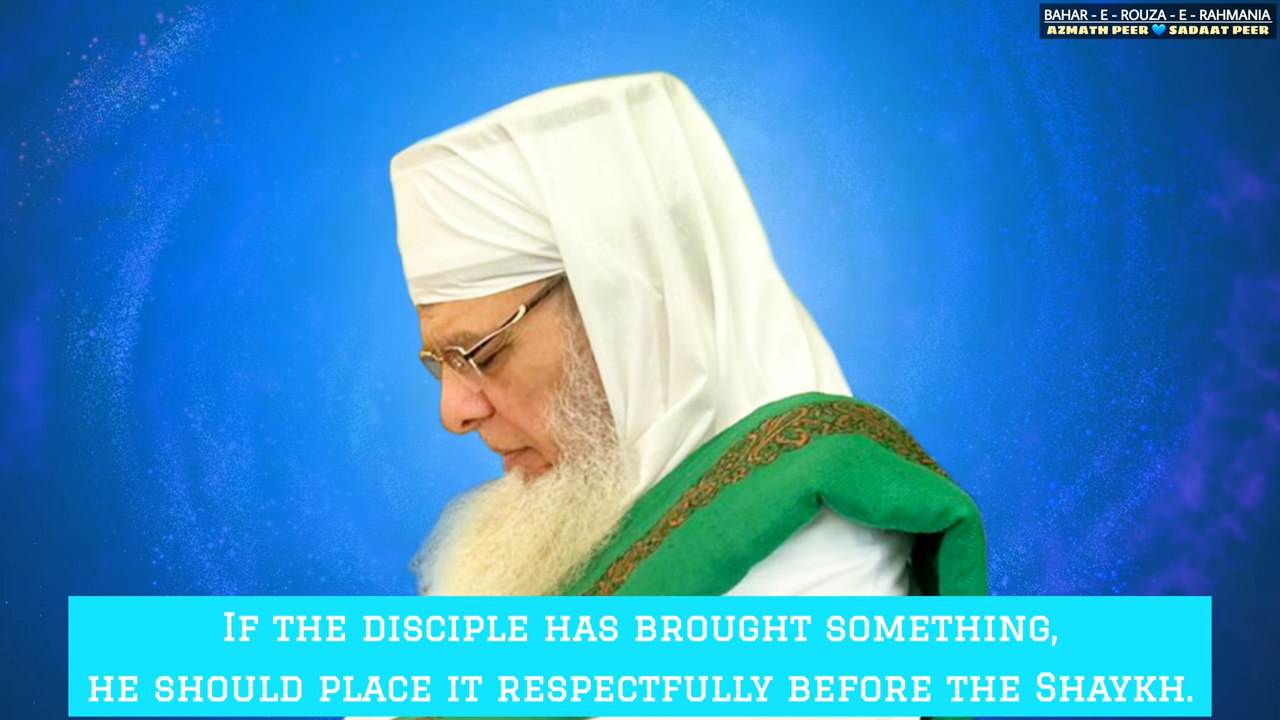 BAHAR - E - ROUZA - E - RAHMANIA
AZMATH PEER 💙 SADAAT PEER
If the disciple has brought something,
he should place it respectfully before the Shaykh.